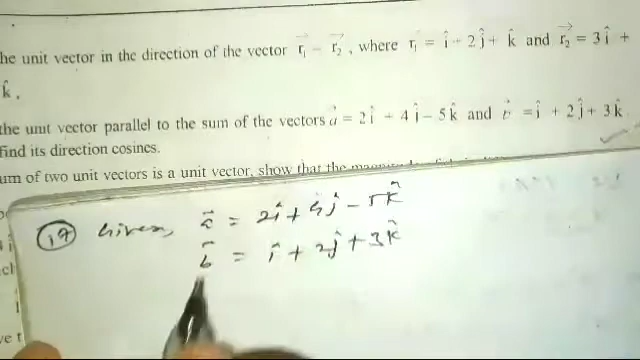 he unit vector in the direction of the vector r₁⃗ - r₂⃗, where r₁ = î + 2ĵ + k̂ and r₂⃗ = 3î +
k̂.
the unit vector parallel to the sum of the vectors a⃗ = 2î + 4ĵ - 5k̂ and b⃗ = î + 2ĵ + 3k̂
find its direction cosines.
um of two unit vectors is a unit vector, show that the
(19) Given, a⃗ = 2î + 4ĵ - 5k̂
b⃗ = î + 2ĵ + 3k̂